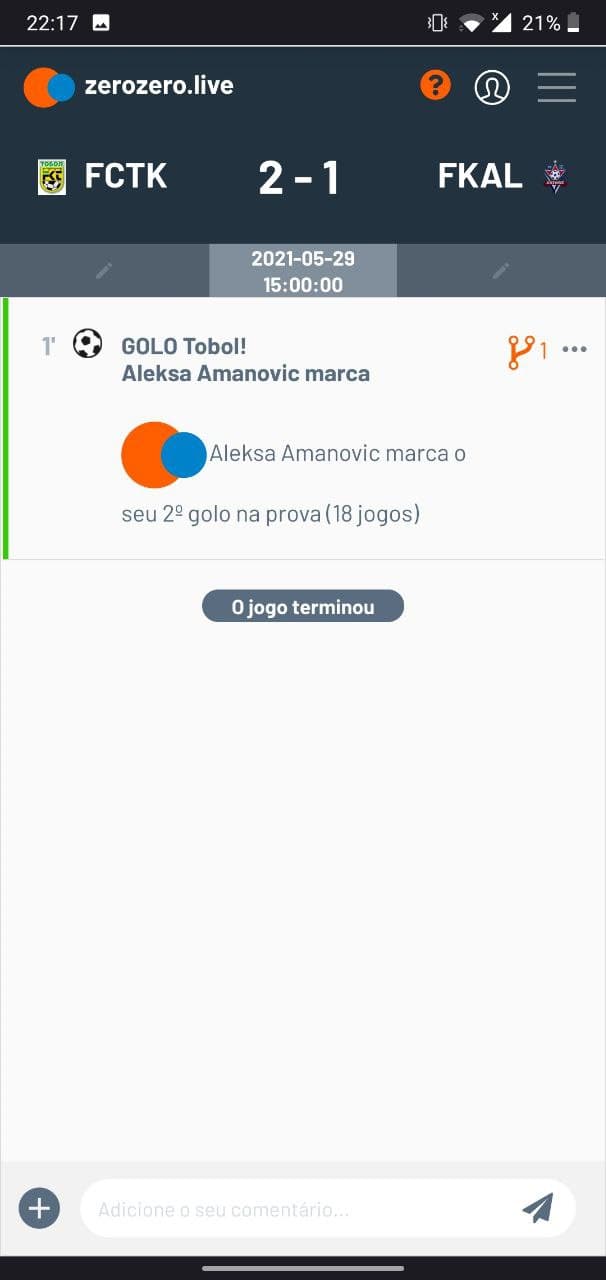 22:17
21%
zerozero.live
?
ТОБОЛ
FCTK
2 - 1
FKAL
2021-05-29
15:00:00
1'
GOLO Tobol!
1
Aleksa Amanovic marca
Aleksa Amanovic marca o
seu 2º golo na prova (18 jogos)
O jogo terminou
Adicione o seu comentário...